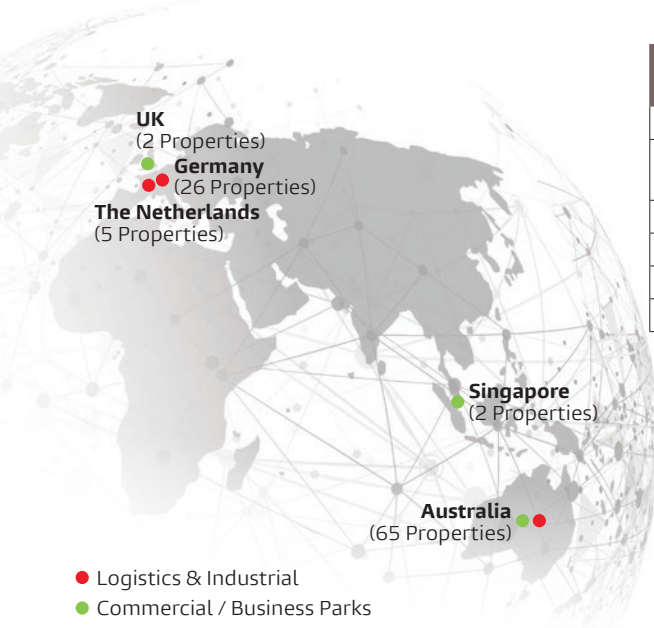 UK
(2 Properties)
Germany
(26 Properties)
The Netherlands
(5 Properties)
Singapore
(2 Properties)
Australia
(65 Properties)
Logistics & Industrial
Commercial / Business Parks